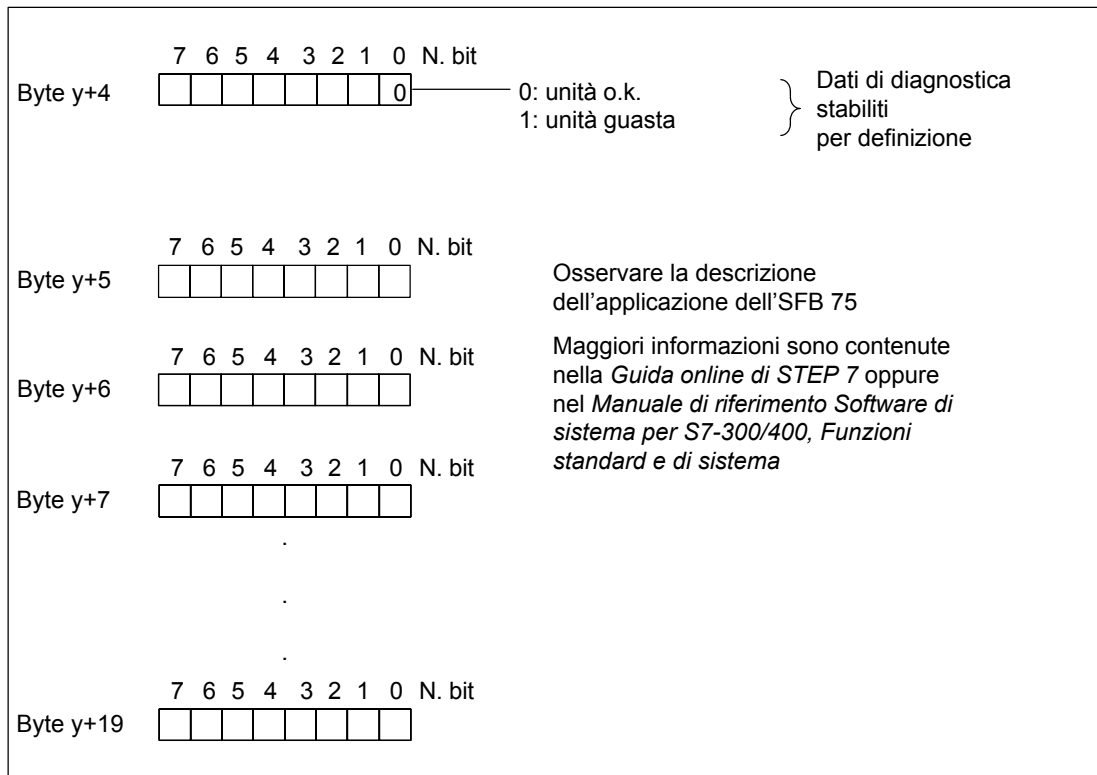 7 6 5 4 3 2 1 0 N. bit
Byte y+4
0
0: unità o.k.
1: unità guasta
Dati di diagnostica
stabiliti
per definizione
7 6 5 4 3 2 1 0 N. bit
Byte y+5
Osservare la descrizione
dell'applicazione dell'SFB 75
7 6 5 4 3 2 1 0 N. bit
Byte y+6
Maggiori informazioni sono contenute
nella Guida online di STEP 7 oppure
nel Manuale di riferimento Software di
sistema per S7-300/400, Funzioni
standard e di sistema
7 6 5 4 3 2 1 0 N. bit
Byte y+7
.
.
.
7 6 5 4 3 2 1 0 N. bit
Byte y+19